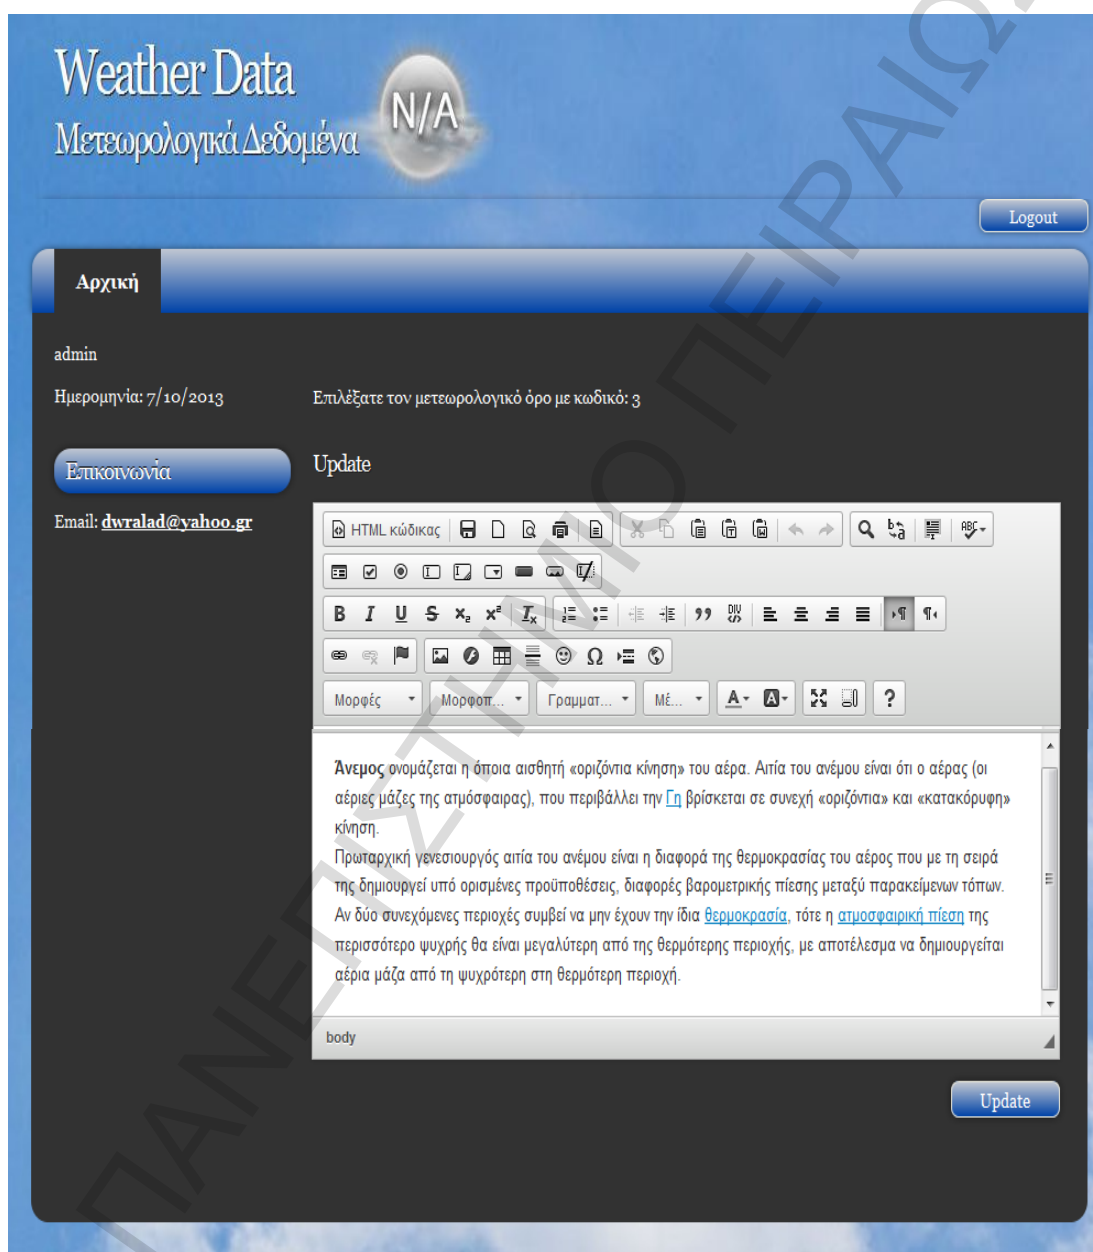 Weather Data
Μετεωρολογικά Δεδομένα
N/A
Logout
Αρχική
admin
Ημερομηνία: 7/10/2013
Επιλέξατε τον μετεωρολογικό όρο με κωδικό: 3
Επικοινωνία
Update
Email: dwralad@yahoo.gr
HTML κώδικας
Μορφές
Μορφοπ...
Γραμματ...
Μέ...
Άνεμος ονομάζεται η όποια αισθητή «οριζόντια κίνηση» του αέρα. Αιτία του ανέμου είναι ότι ο αέρας (οι
αέριες μάζες της ατμόσφαιρας), που περιβάλλει την Γη βρίσκεται σε συνεχή «οριζόντια» και «κατακόρυφη»
κίνηση.
Πρωταρχική γενεσιουργός αιτία του ανέμου είναι η διαφορά της θερμοκρασίας του αέρος που με τη σειρά
της δημιουργεί υπό ορισμένες προϋποθέσεις, διαφορές βαρομετρικής πίεσης μεταξύ παρακείμενων τόπων.
Αν δύο συνεχόμενες περιοχές συμβεί να μην έχουν την ίδια θερμοκρασία, τότε η ατμοσφαιρική πίεση της
περισσότερο ψυχρής θα είναι μεγαλύτερη από της θερμότερης περιοχής, με αποτέλεσμα να δημιουργείται
αέρια μάζα από τη ψυχρότερη στη θερμότερη περιοχή.
body
Update
ΠΑΝΕΠΙΣΤΗΜΙΟ ΠΕΙΡΑΙΩΣ